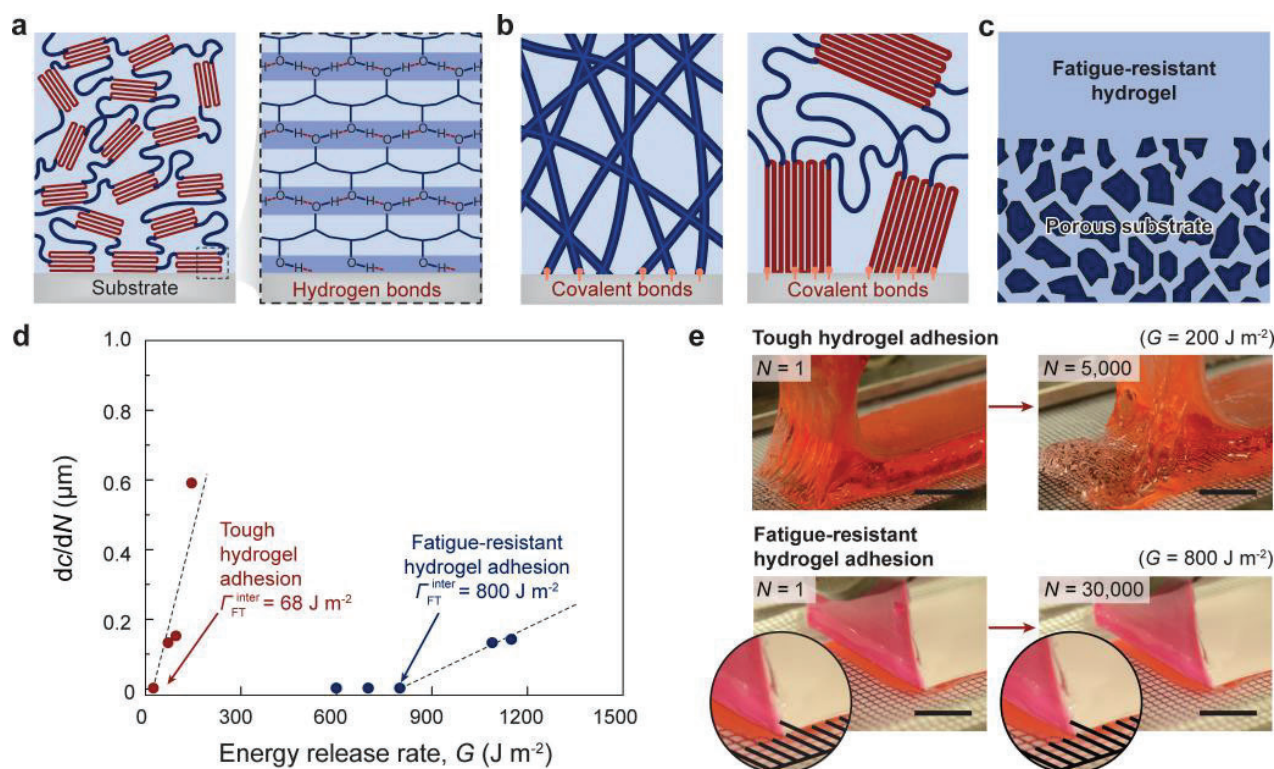 a
Substrate
O H O H O H O H
O H O H O H O H
O H O H O H O H
O H O H
Hydrogen bonds
b
Covalent bonds
Covalent bonds
c
Fatigue-resistant
hydrogel
Porous substrate
d
1.0
0.8
0.6
0.4
0.2
0
dc/dN (μm)
0 300 600 900 1200 1500
Energy release rate, G (J m⁻²)
Tough
hydrogel
adhesion
Γ_FT^inter = 68 J m⁻²
Fatigue-resistant
hydrogel adhesion
Γ_FT^inter = 800 J m⁻²
e
Tough hydrogel adhesion (G = 200 J m⁻²)
N = 1
N = 5,000
Fatigue-resistant
hydrogel adhesion (G = 800 J m⁻²)
N = 1
N = 30,000